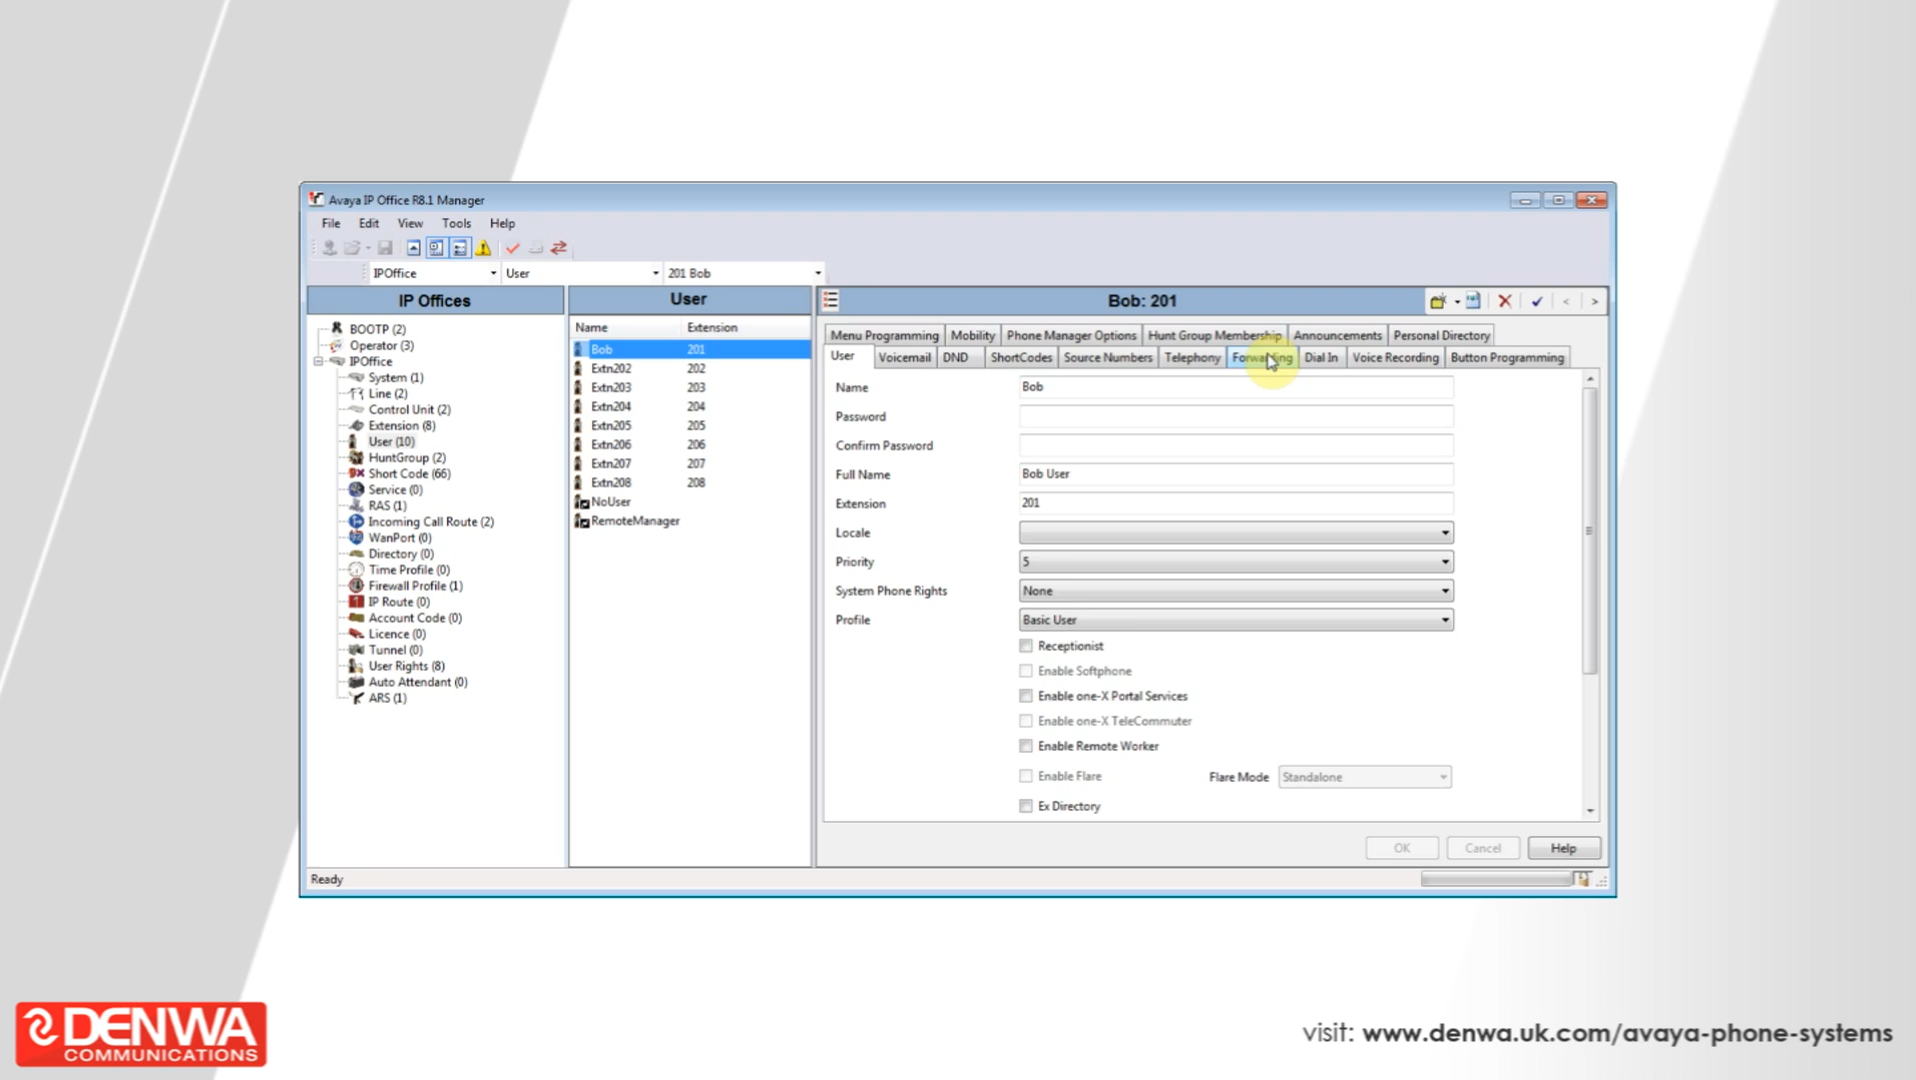 Avaya IP Office R8.1 Manager
File Edit View Tools Help
IPOffice User 201 Bob
IP Offices
BOOTP (2)
Operator (3)
IPOffice
System (1)
Line (2)
Control Unit (2)
Extension (8)
User (10)
HuntGroup (2)
Short Code (66)
Service (0)
RAS (1)
Incoming Call Route (2)
WanPort (0)
Directory (0)
Time Profile (0)
Firewall Profile (1)
IP Route (0)
Account Code (0)
Licence (0)
Tunnel (0)
User Rights (8)
Auto Attendant (0)
ARS (1)
User
Name Extension
Bob 201
Extn202 202
Extn203 203
Extn204 204
Extn205 205
Extn206 206
Extn207 207
Extn208 208
NoUser
RemoteManager
Bob: 201
Menu Programming Mobility Phone Manager Options Hunt Group Membership Announcements Personal Directory
User Voicemail DND ShortCodes Source Numbers Telephony Forwarding Dial In Voice Recording Button Programming
Name Bob
Password
Confirm Password
Full Name Bob User
Extension 201
Locale
Priority 5
System Phone Rights None
Profile Basic User
Receptionist
Enable Softphone
Enable one-X Portal Services
Enable one-X TeleCommuter
Enable Remote Worker
Enable Flare Flare Mode Standalone
Ex Directory
OK Cancel Help
Ready
DENWA
COMMUNICATIONS
visit: www.denwa.uk.com/avaya-phone-systems